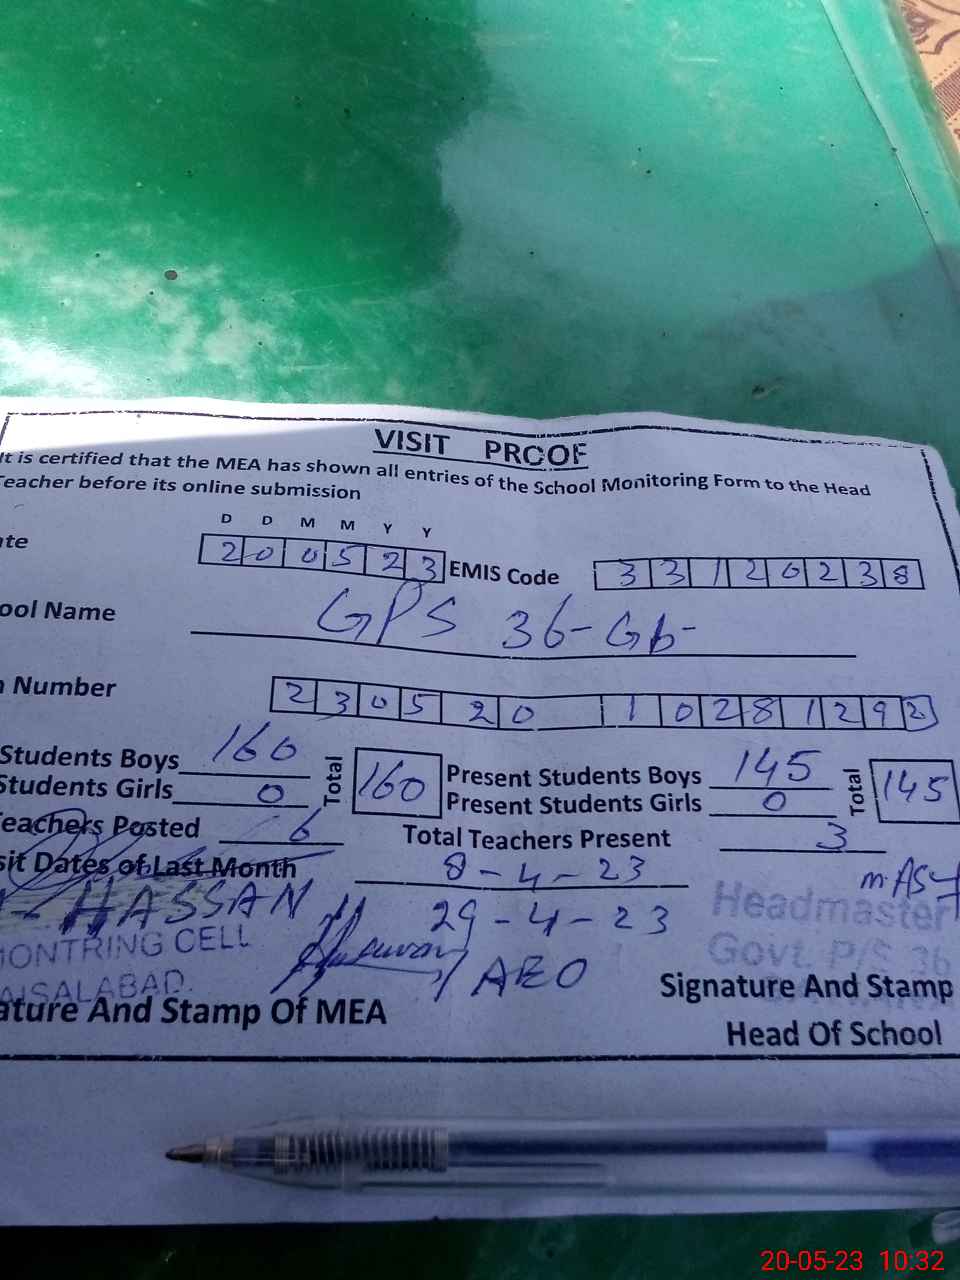 VISIT PROOF
It is certified that the MEA has shown all entries of the School Monitoring Form to the Head
Teacher before its online submission
D D M M Y Y
ate 2 0 0 5 2 3 EMIS Code 3 3 1 2 0 2 3 8
ool Name GPS 36-Gb-
n Number 2 3 0 5 2 0 1 0 2 8 1 2 9 2
Students Boys 160 Total 160 Present Students Boys 145 Total 145
Students Girls 0 Present Students Girls 0
Teachers Posted 6 Total Teachers Present 3
sit Dates of Last Month 8-4-23
HASSAN 29-4-23
Headmaster
MONTRING CELL Govt. P/S 36
AISALABAD. AEO
ature And Stamp Of MEA Signature And Stamp
Head Of School
20-05-23 10:32